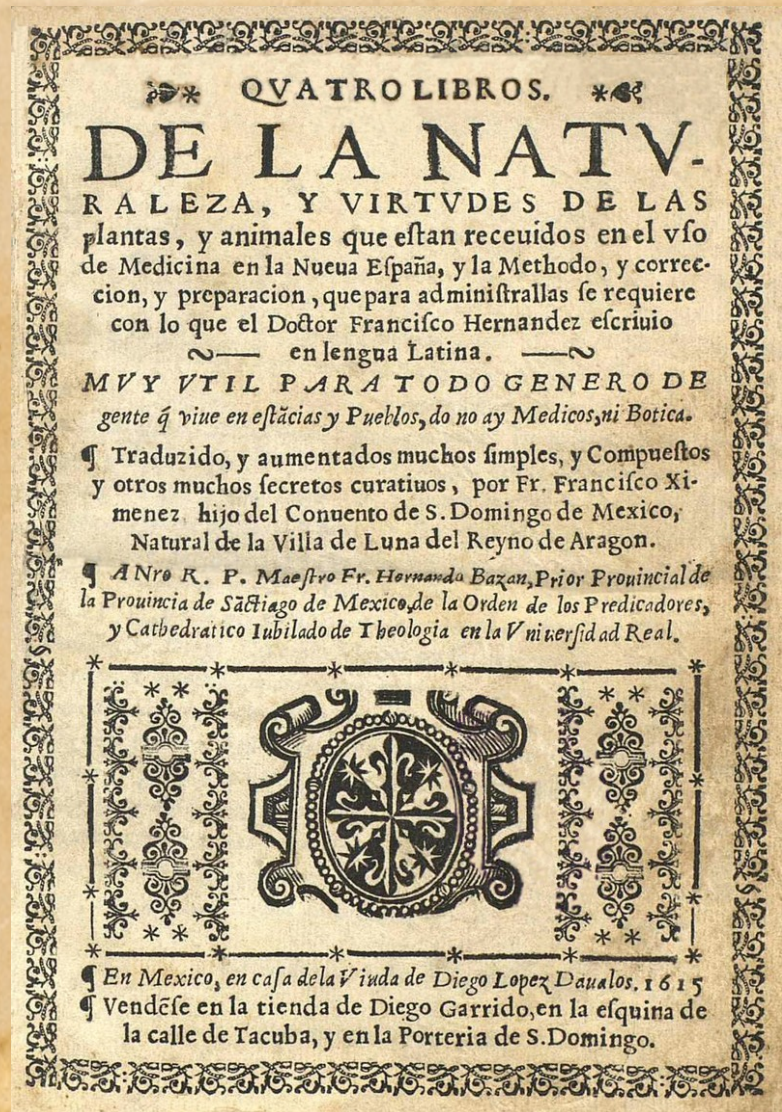 QVATRO LIBROS.
DE LA NATV-
RALEZA, Y VIRTVDES DE LAS
plantas, y animales que eſtan receuidos en el vſo
de Medicina en la Nueua Eſpaña, y la Methodo, y correc-
cion, y preparacion, que para adminiſtrallas ſe requiere
con lo que el Doctor Franciſco Hernandez eſcriuio
en lengua Latina.
MVY VTIL PARA TODO GENERO DE
gente q̃ viue en eſtãcias y Pueblos, do no ay Medicos, ni Botica.
¶ Traduzido, y aumentados muchos ſimples, y Compueſtos
y otros muchos ſecretos curatiuos, por Fr. Franciſco Xi-
menez, hijo del Conuento de S. Domingo de Mexico,
Natural de la Villa de Luna del Reyno de Aragon.
¶ A Nro R. P. Maeſtro Fr. Hernando Bazan, Prior Prouincial de
la Prouincia de Sãctiago de Mexico, de la Orden de los Predicadores,
y Cathedratico Iubilado de Theologia en la Vniuerſidad Real.
¶ En Mexico, en caſa dela Viuda de Diego Lopez Daualos. 1615
¶ Vendẽſe en la tienda de Diego Garrido, en la eſquina de
la calle de Tacuba, y en la Porteria de S. Domingo.